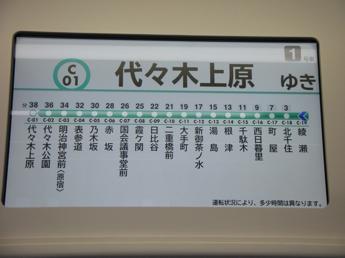 C
01
代々木上原 ゆき
1 号車
分 38 36 34 32 30 28 26 25 22 21 19 17 15 14 11 9 7 3
C-01 C-02 C-03 C-04 C-05 C-06 C-07 C-08 C-09 C-10 C-11 C-12 C-13 C-14 C-15 C-16 C-17 C-18 C-19
代々木上原
代々木公園
明治神宮前〈原宿〉
表参道
乃木坂
赤坂
国会議事堂前
霞ケ関
日比谷
二重橋前
大手町
新御茶ノ水
湯島
根津
千駄木
西日暮里
町屋
北千住
綾瀬
運転状況により、多少時間は異なります。